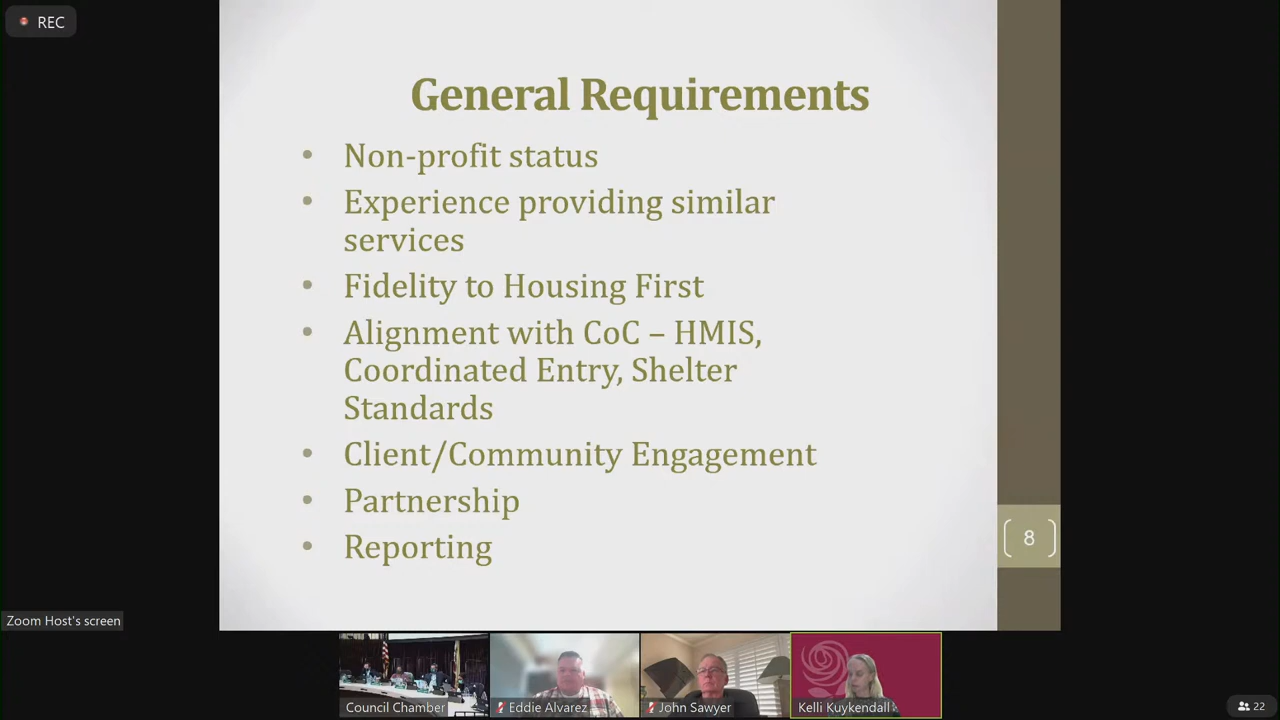 REC
General Requirements
• Non-profit status
• Experience providing similar
services
• Fidelity to Housing First
• Alignment with CoC – HMIS,
Coordinated Entry, Shelter
Standards
• Client/Community Engagement
• Partnership
• Reporting
8
Zoom Host's screen
Council Chamber
Eddie Alvarez
John Sawyer
Kelli Kuykendall
22